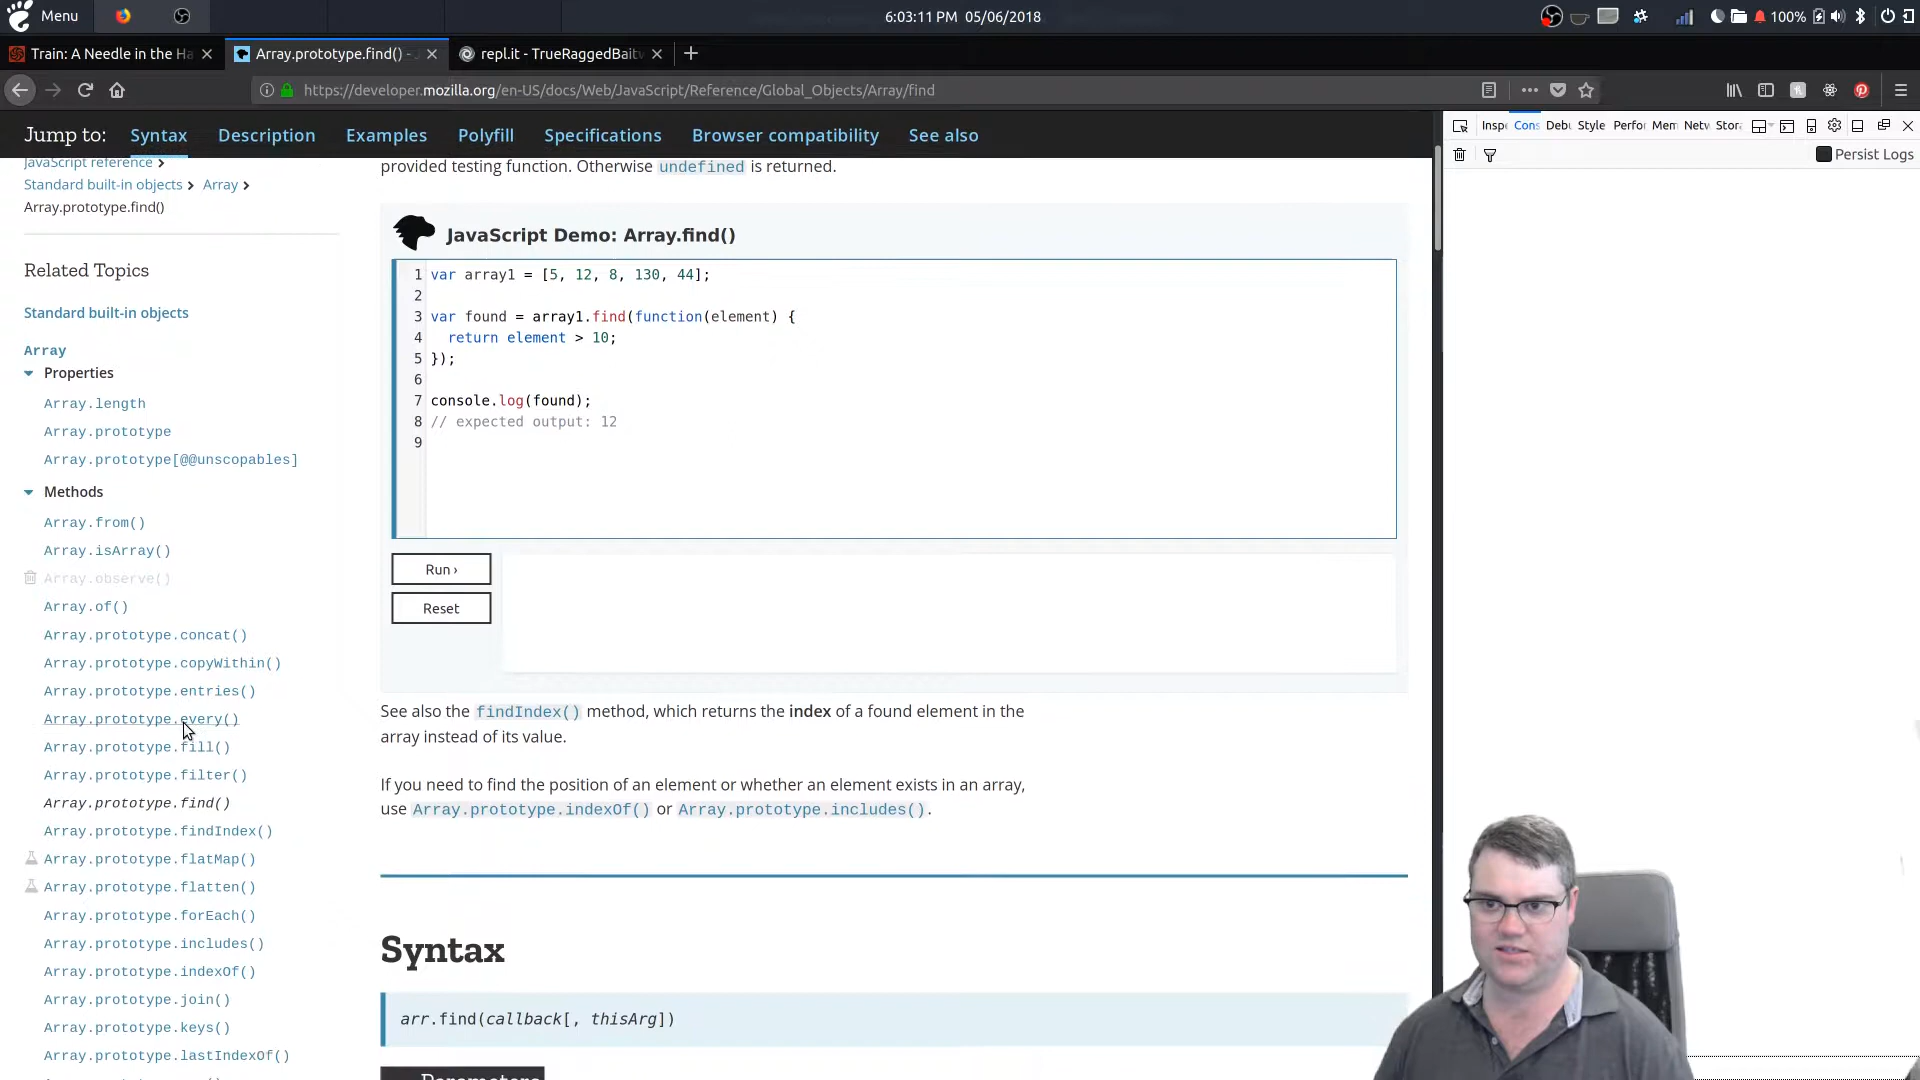 Menu
6:03:11 PM 05/06/2018
100%
Train: A Needle in the Ha
Array.prototype.find() -
repl.it - TrueRaggedBait
https://developer.mozilla.org/en-US/docs/Web/JavaScript/Reference/Global_Objects/Array/find
Jump to: Syntax Description Examples Polyfill Specifications Browser compatibility See also
Inspe Cons Debu Style Perfo Mem Netw Stora
Persist Logs
JavaScript reference
Standard built-in objects Array
Array.prototype.find()
Related Topics
Standard built-in objects
Array
Properties
Array.length
Array.prototype
Array.prototype[@@unscopables]
Methods
Array.from()
Array.isArray()
Array.observe()
Array.of()
Array.prototype.concat()
Array.prototype.copyWithin()
Array.prototype.entries()
Array.prototype.every()
Array.prototype.fill()
Array.prototype.filter()
Array.prototype.find()
Array.prototype.findIndex()
Array.prototype.flatMap()
Array.prototype.flatten()
Array.prototype.forEach()
Array.prototype.includes()
Array.prototype.indexOf()
Array.prototype.join()
Array.prototype.keys()
Array.prototype.lastIndexOf()
provided testing function. Otherwise undefined is returned.
JavaScript Demo: Array.find()
1 var array1 = [5, 12, 8, 130, 44];
2
3 var found = array1.find(function(element) {
4 return element > 10;
5 });
6
7 console.log(found);
8 // expected output: 12
9
Run ›
Reset
See also the findIndex() method, which returns the index of a found element in the
array instead of its value.
If you need to find the position of an element or whether an element exists in an array,
use Array.prototype.indexOf() or Array.prototype.includes().
Syntax
arr.find(callback[, thisArg])
Parameters